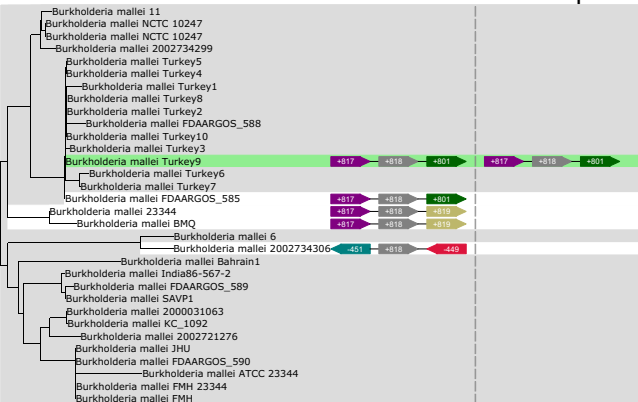 Burkholderia mallei 11
Burkholderia mallei NCTC 10247
Burkholderia mallei NCTC 10247
Burkholderia mallei 2002734299
Burkholderia mallei Turkey5
Burkholderia mallei Turkey4
Burkholderia mallei Turkey1
Burkholderia mallei Turkey8
Burkholderia mallei Turkey2
Burkholderia mallei FDAARGOS_588
Burkholderia mallei Turkey10
Burkholderia mallei Turkey3
Burkholderia mallei Turkey9 +817 +818 +801 +817 +818 +801
Burkholderia mallei Turkey6
Burkholderia mallei Turkey7
Burkholderia mallei FDAARGOS_585 +817 +818 +801
Burkholderia mallei 23344 +817 +818 +819
Burkholderia mallei BMQ +817 +818 +819
Burkholderia mallei 6
Burkholderia mallei 2002734306 -451 +818 -449
Burkholderia mallei Bahrain1
Burkholderia mallei India86-567-2
Burkholderia mallei FDAARGOS_589
Burkholderia mallei SAVP1
Burkholderia mallei 2000031063
Burkholderia mallei KC_1092
Burkholderia mallei 2002721276
Burkholderia mallei JHU
Burkholderia mallei FDAARGOS_590
Burkholderia mallei ATCC 23344
Burkholderia mallei FMH 23344
Burkholderia mallei FMH